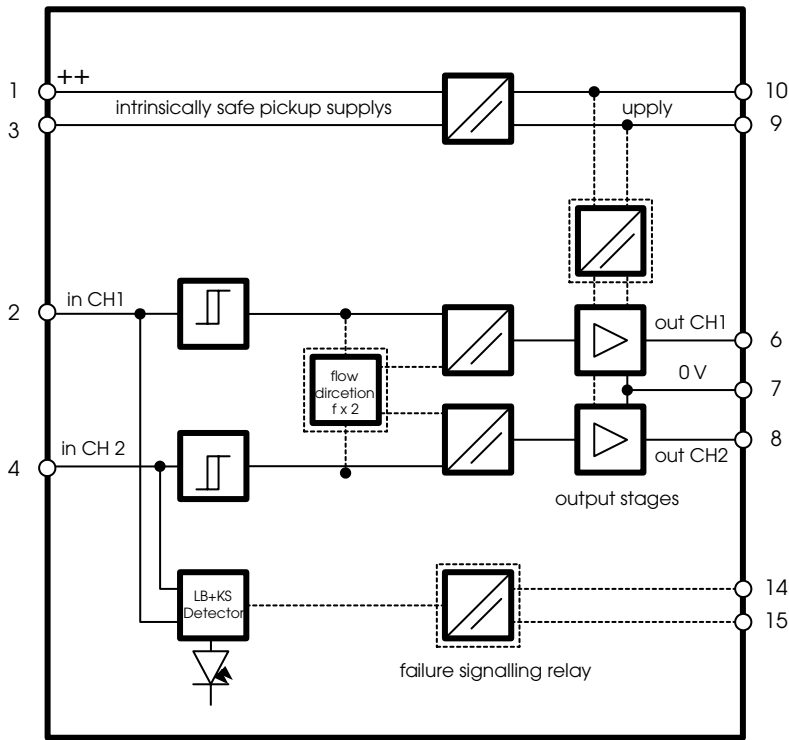 ++
1
10
intrinsically safe pickup supplys
upply
3
9
2
in CH1
out CH1
6
flow
dircetion
f x 2
0 V
7
4
in CH 2
out CH2
8
output stages
LB+KS
Detector
14
15
failure signalling relay